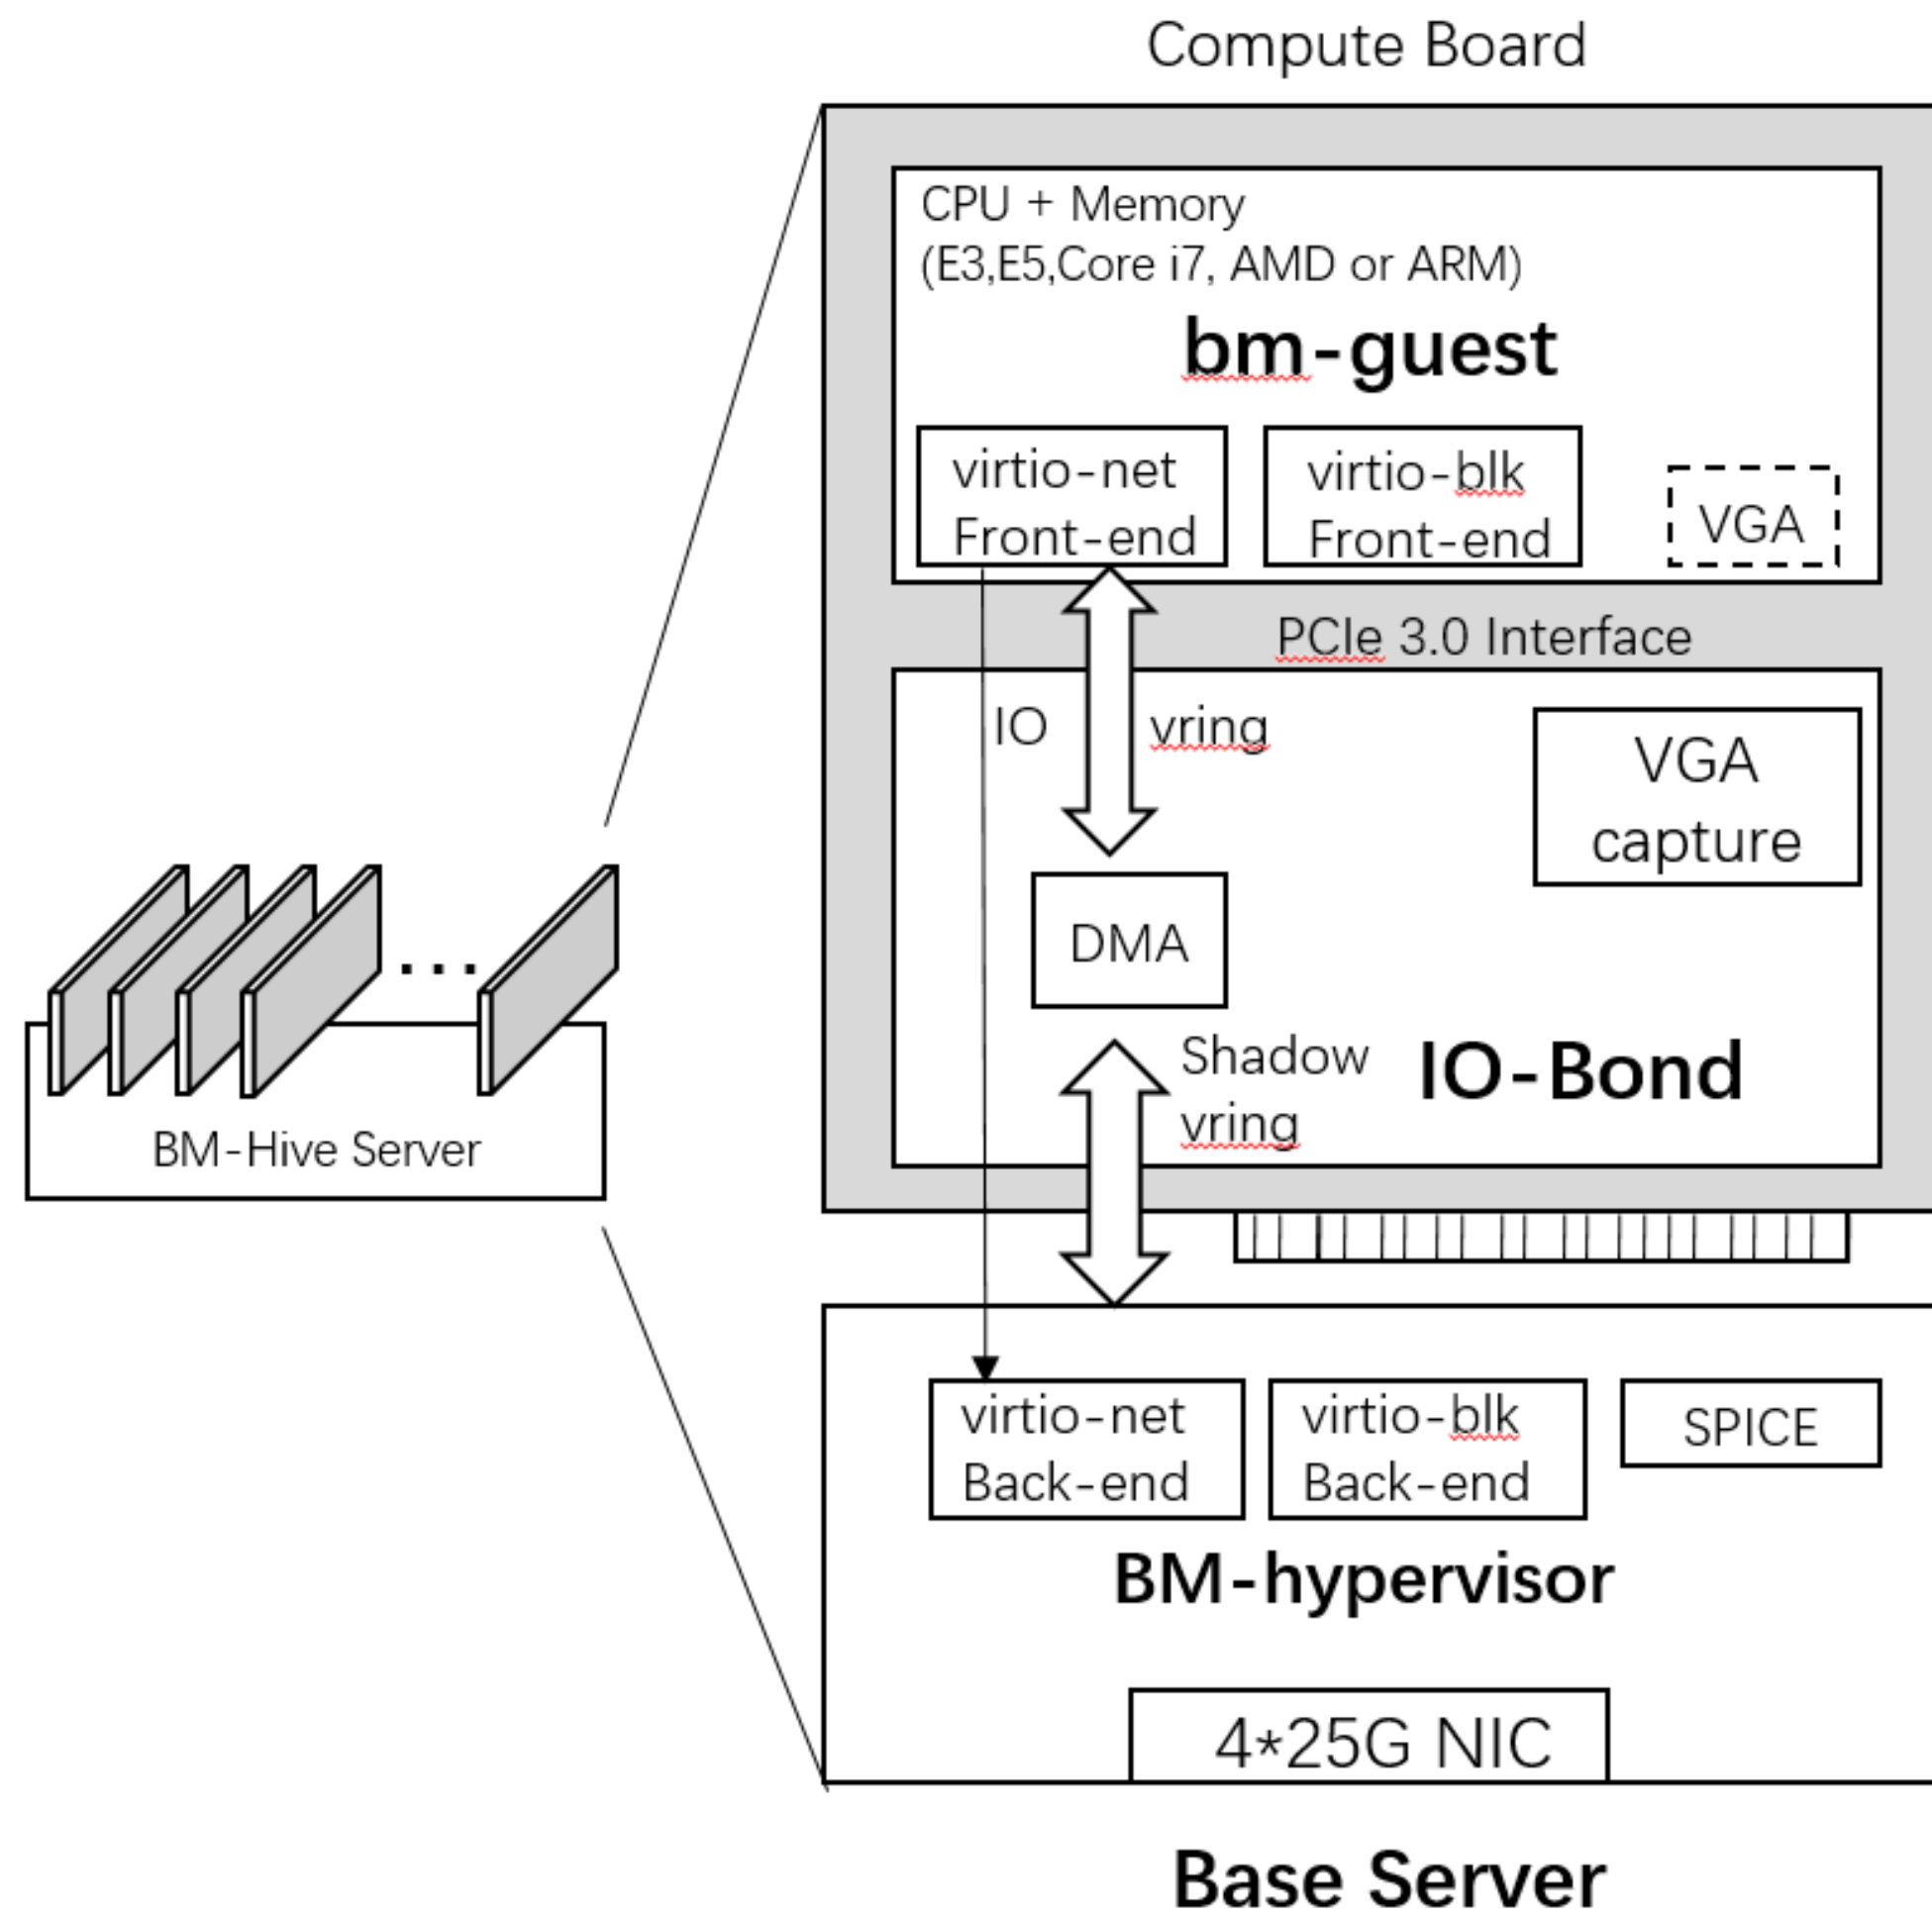 Compute Board
CPU + Memory
(E3,E5,Core i7, AMD or ARM)
bm-guest
virtio-net
Front-end
virtio-blk
Front-end
VGA
PCIe 3.0 Interface
IO
vring
VGA
capture
DMA
Shadow
vring
IO-Bond
BM-Hive Server
virtio-net
Back-end
virtio-blk
Back-end
SPICE
BM-hypervisor
4*25G NIC
Base Server